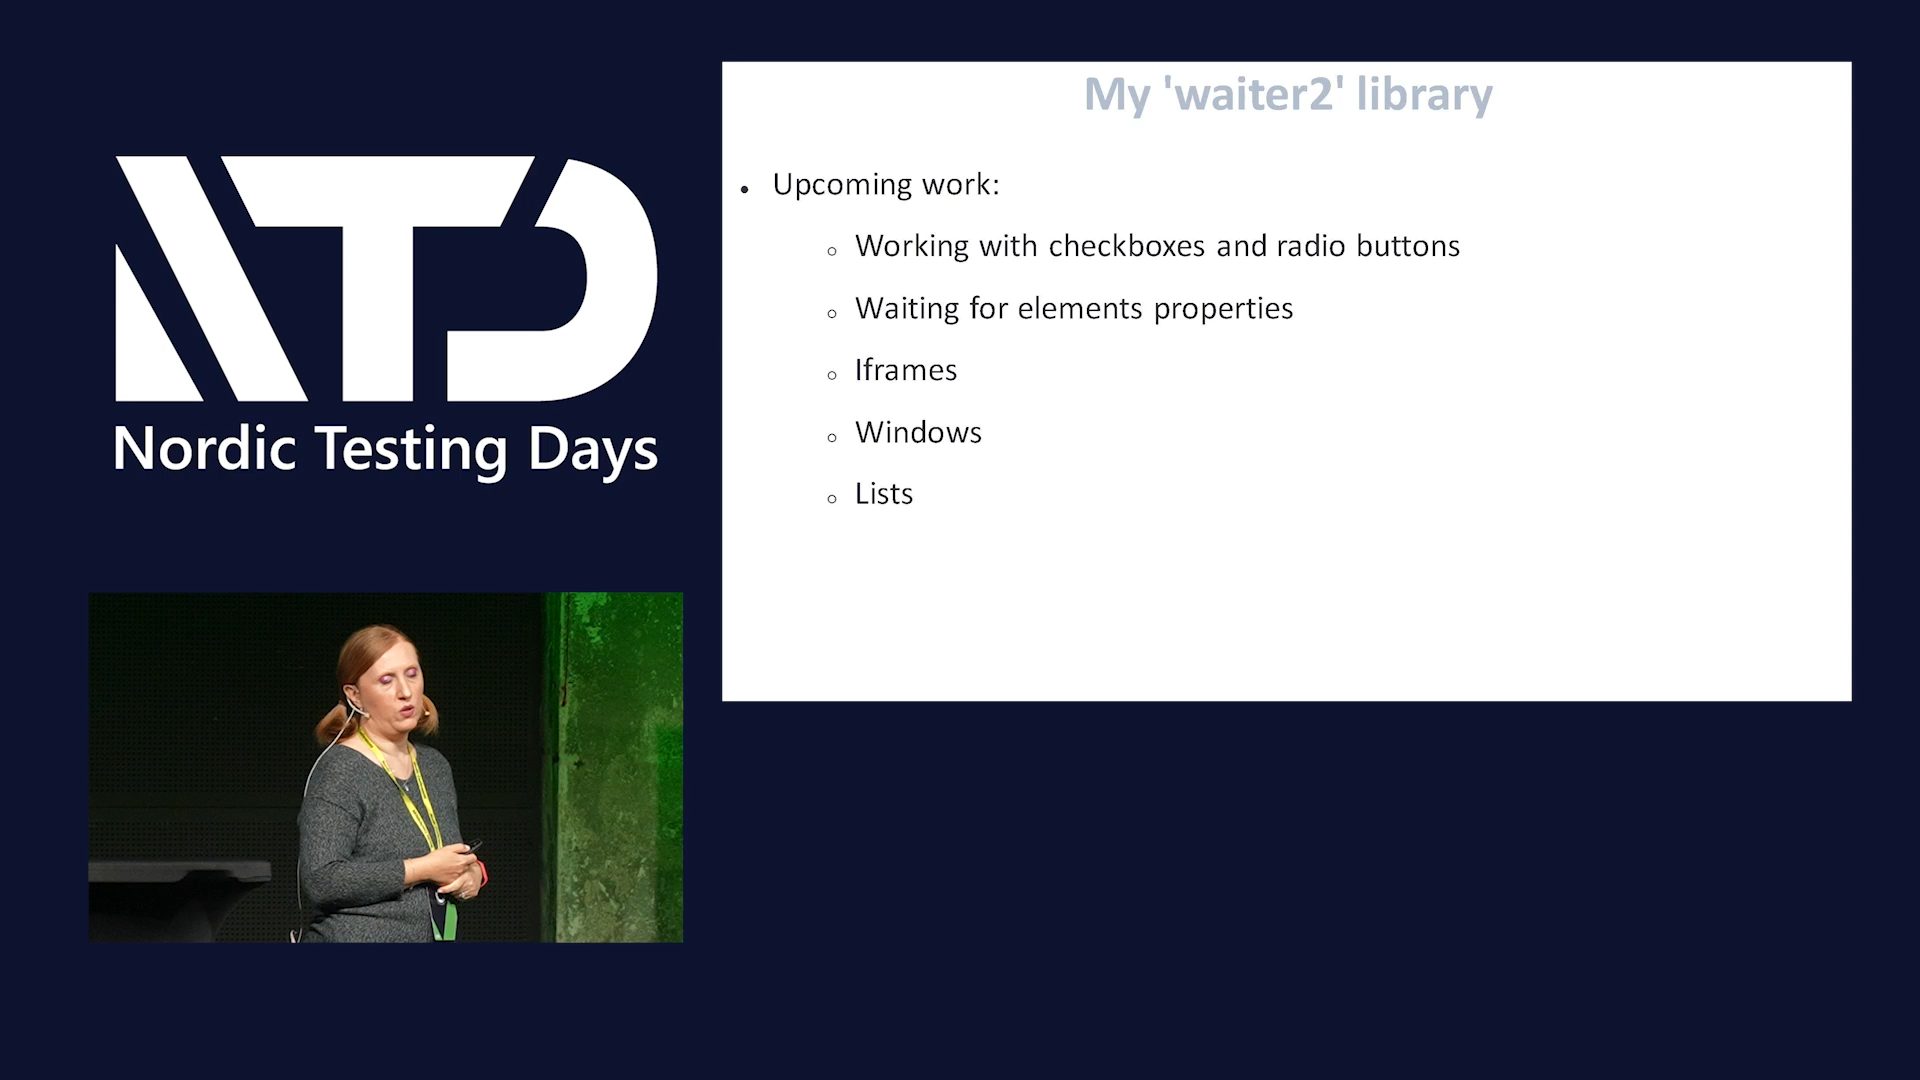 NTD
Nordic Testing Days
My 'waiter2' library
Upcoming work:
Working with checkboxes and radio buttons
Waiting for elements properties
Iframes
Windows
Lists